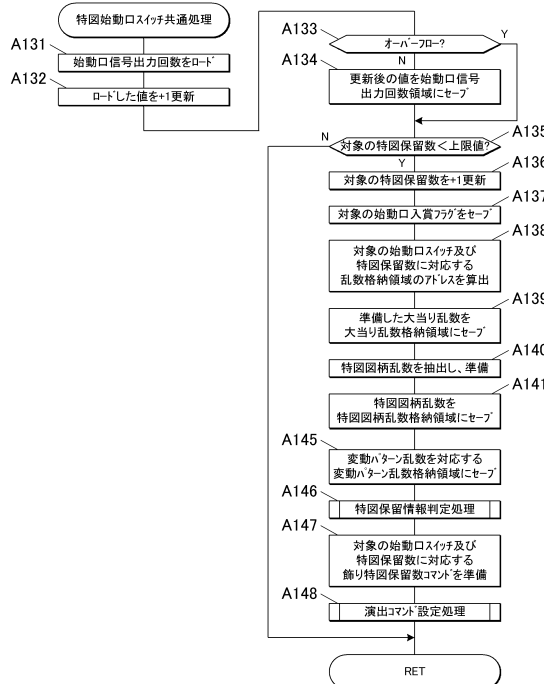 特図始動口スイッチ共通処理
A131
始動口信号出力回数をロード
A132
ロードした値を+1更新
A133
オーバーフロー?
Y
N
A134
更新後の値を始動口信号
出力回数領域にセーブ
A135
対象の特図保留数<上限値?
N
Y
A136
対象の特図保留数を+1更新
A137
対象の始動口入賞フラグをセーブ
A138
対象の始動口スイッチ及び
特図保留数に対応する
乱数格納領域のアドレスを算出
A139
準備した大当り乱数を
大当り乱数格納領域にセーブ
A140
特図図柄乱数を抽出し、準備
A141
特図図柄乱数を
特図図柄乱数格納領域にセーブ
A145
変動パターン乱数を対応する
変動パターン乱数格納領域にセーブ
A146
特図保留情報判定処理
A147
対象の始動口スイッチ及び
特図保留数に対応する
飾り特図保留数コマンドを準備
A148
演出コマンド設定処理
RET